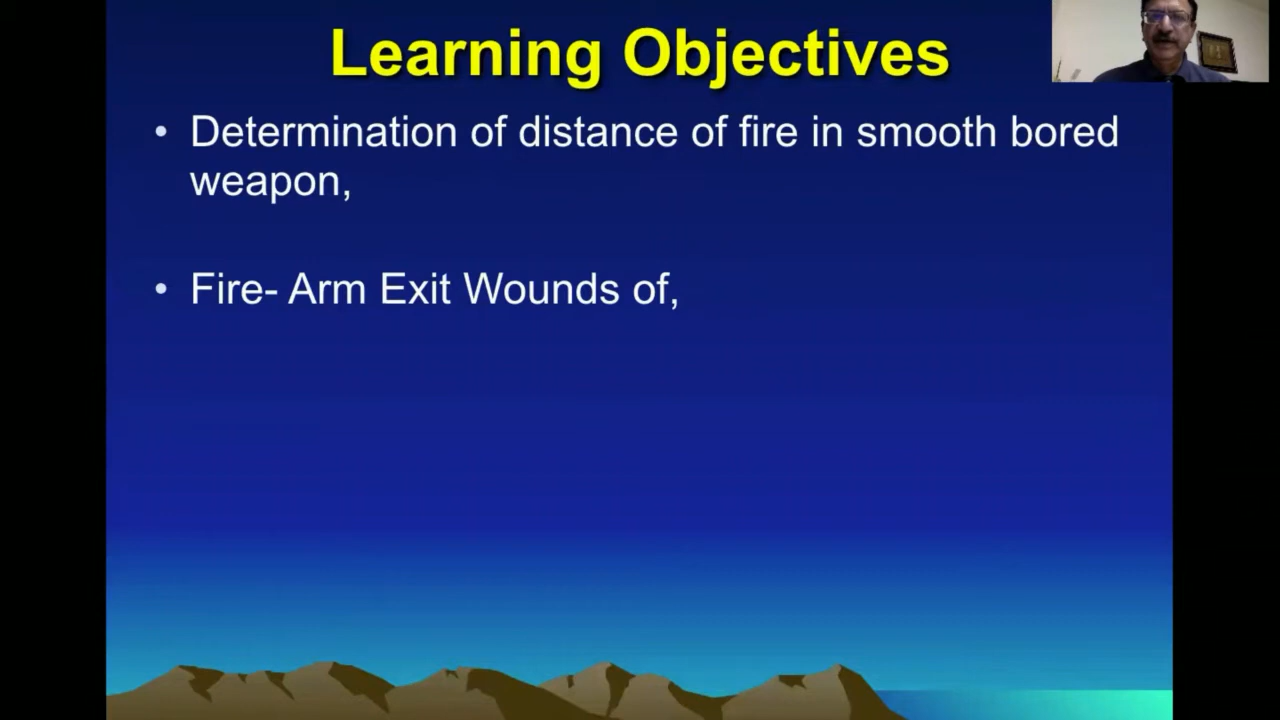 Learning Objectives
• Determination of distance of fire in smooth bored
weapon,
• Fire- Arm Exit Wounds of,